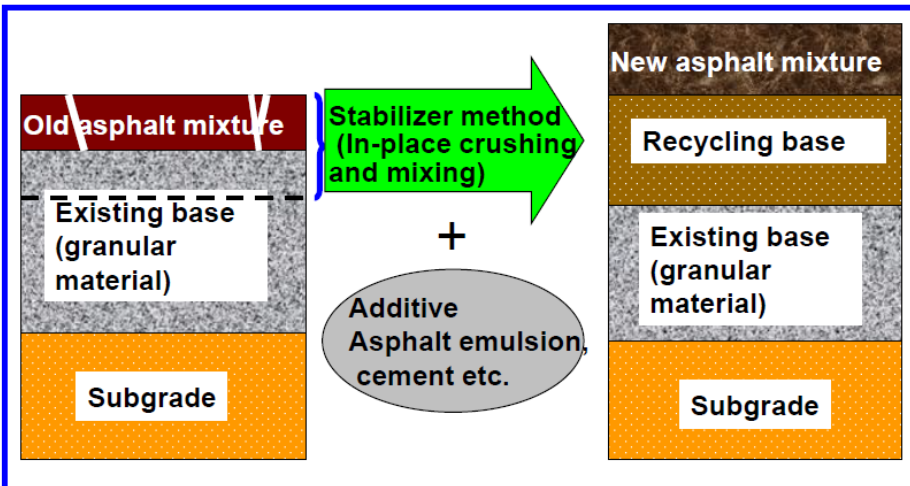 Old asphalt mixture
Existing base
(granular
material)
Subgrade
Stabilizer method
(In-place crushing
and mixing)
+
Additive
Asphalt emulsion,
cement etc.
New asphalt mixture
Recycling base
Existing base
(granular
material)
Subgrade